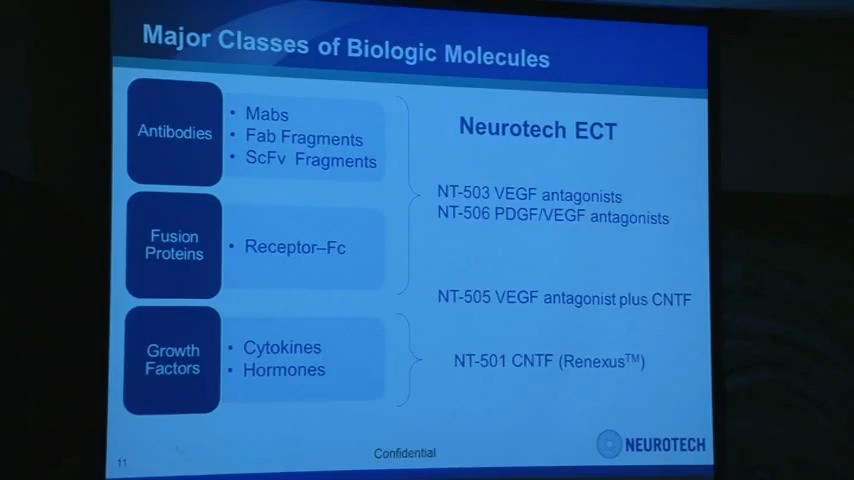 Major Classes of Biologic Molecules
Antibodies
• Mabs
• Fab Fragments
• ScFv Fragments
Fusion
Proteins
• Receptor–Fc
Growth
Factors
• Cytokines
• Hormones
Neurotech ECT
NT-503 VEGF antagonists
NT-506 PDGF/VEGF antagonists
NT-505 VEGF antagonist plus CNTF
NT-501 CNTF (Renexus™)
11
Confidential
NEUROTECH